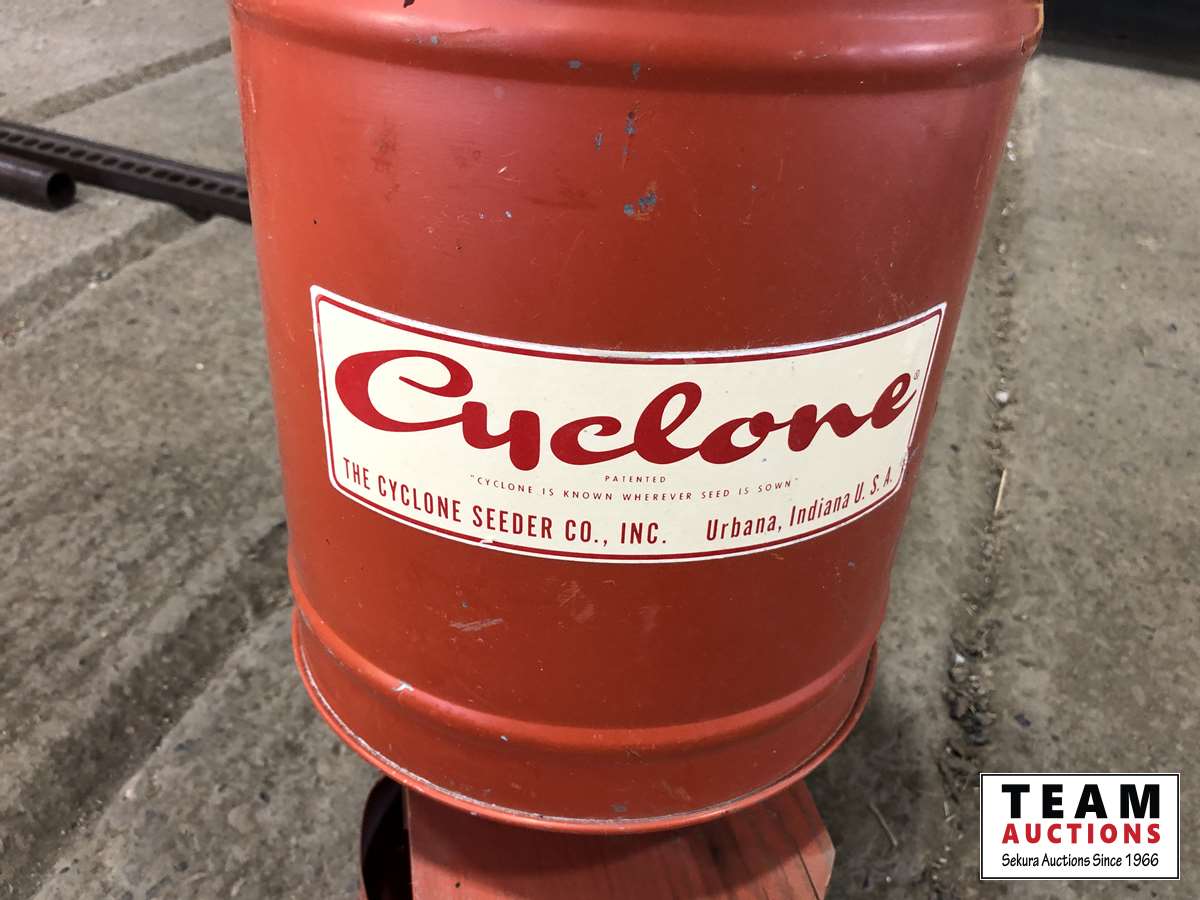 Cyclone®
PATENTED
"CYCLONE IS KNOWN WHEREVER SEED IS SOWN"
THE CYCLONE SEEDER CO., INC. Urbana, Indiana U. S. A.
TEAM
AUCTIONS
Sekura Auctions Since 1966